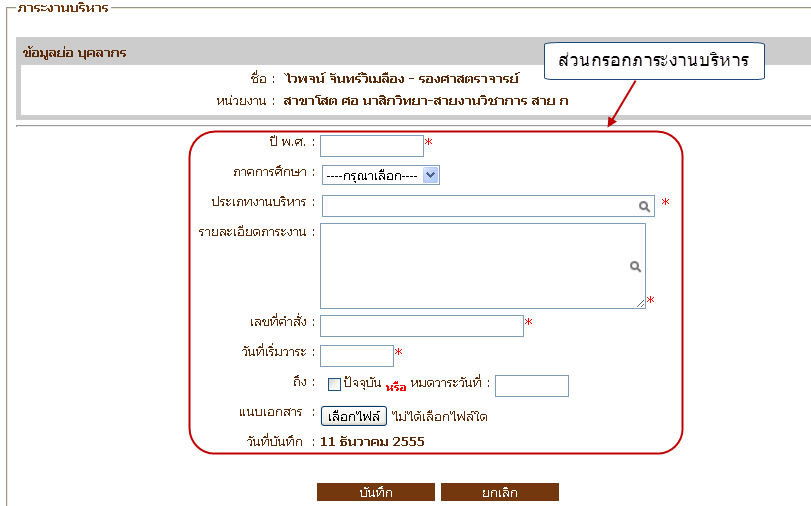 ภาระงานบริหาร
ข้อมูลย่อ บุคลากร
ส่วนกรอกภาระงานบริหาร
ชื่อ : ไวพจน์ จันทร์วิเมลือง - รองศาสตราจารย์
หน่วยงาน : สาขาโสต ศอ นาสิกวิทยา-สายงานวิชาการ สาย ก
ปี พ.ศ. : *
ภาคการศึกษา : ----กรุณาเลือก----
ประเภทงานบริหาร : *
รายละเอียดภาระงาน : *
เลขที่คำสั่ง : *
วันที่เริ่มวาระ : *
ถึง : ปัจจุบัน หรือ หมดวาระวันที่ :
แนบเอกสาร : เลือกไฟล์ ไม่ได้เลือกไฟล์ใด
วันที่บันทึก : 11 ธันวาคม 2555
บันทึก ยกเลิก